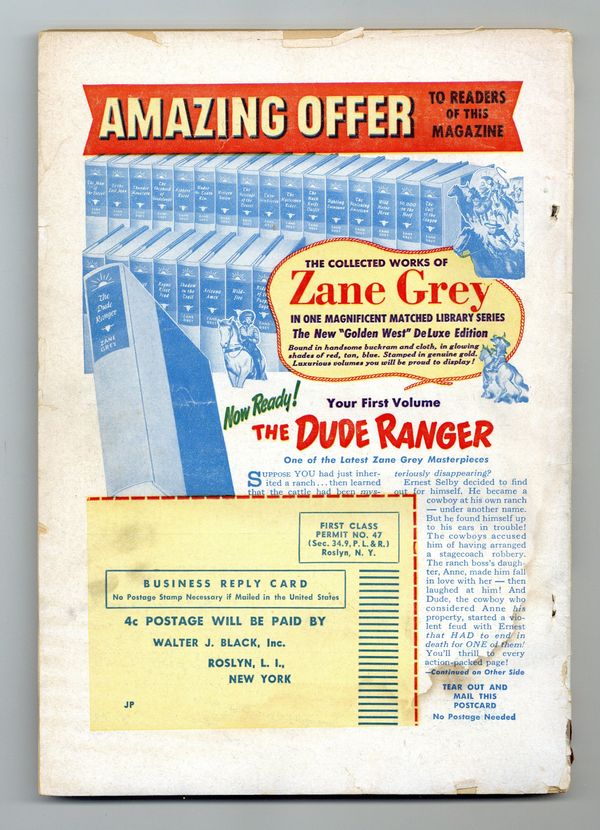 AMAZING OFFER
TO READERS
OF THIS
MAGAZINE
THE COLLECTED WORKS OF
Zane Grey
IN ONE MAGNIFICENT MATCHED LIBRARY SERIES
The New "Golden West" DeLuxe Edition
Bound in handsome buckram and cloth, in glowing
shades of red, tan, blue. Stamped in genuine gold.
Luxurious volumes you will be proud to display!
The
Dude
Ranger
ZANE
GREY
Now Ready!
Your First Volume
THE DUDE RANGER
One of the Latest Zane Grey Masterpieces
SUPPOSE YOU had just inher-
ited a ranch... then learned
that the cattle had been mys-
teriously disappearing?
Ernest Selby decided to find
out for himself. He became a
cowboy at his own ranch
— under another name.
But he found himself up
to his ears in trouble!
The cowboys accused
him of having arranged
a stagecoach robbery.
The ranch boss's daugh-
ter, Anne, made him fall
in love with her — then
laughed at him! And
Dude, the cowboy who
considered Anne his
property, started a vio-
lent feud with Ernest
that HAD to end in
death for ONE of them!
You'll thrill to every
action-packed page!
—Continued on Other Side
TEAR OUT AND
MAIL THIS
POSTCARD
No Postage Needed
FIRST CLASS
PERMIT NO. 47
(Sec. 34.9, P.L.&R.)
Roslyn, N. Y.
BUSINESS REPLY CARD
No Postage Stamp Necessary if Mailed in the United States
4c POSTAGE WILL BE PAID BY
WALTER J. BLACK, Inc.
ROSLYN, L. I.,
NEW YORK
JP